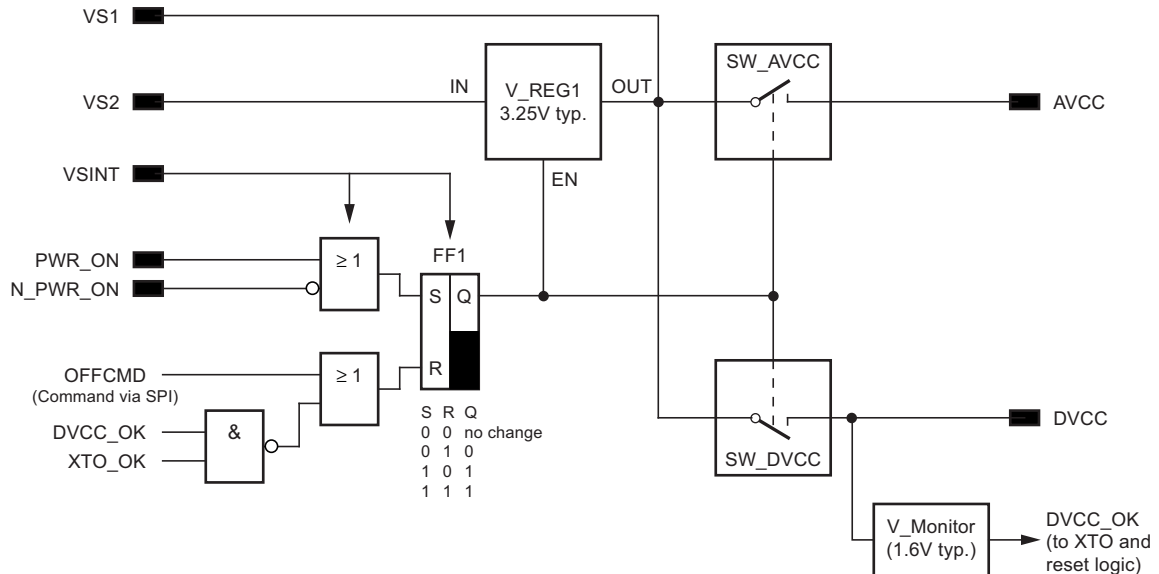 VS1
SW_AVCC
VS2
IN
V_REG1
3.25V typ.
OUT
AVCC
VSINT
EN
PWR_ON
N_PWR_ON
≥ 1
FF1
S Q
R
OFFCMD
(Command via SPI)
≥ 1
DVCC_OK
XTO_OK
&
S R Q
0 0 no change
0 1 0
1 0 1
1 1 1
SW_DVCC
DVCC
V_Monitor
(1.6V typ.)
DVCC_OK
(to XTO and
reset logic)